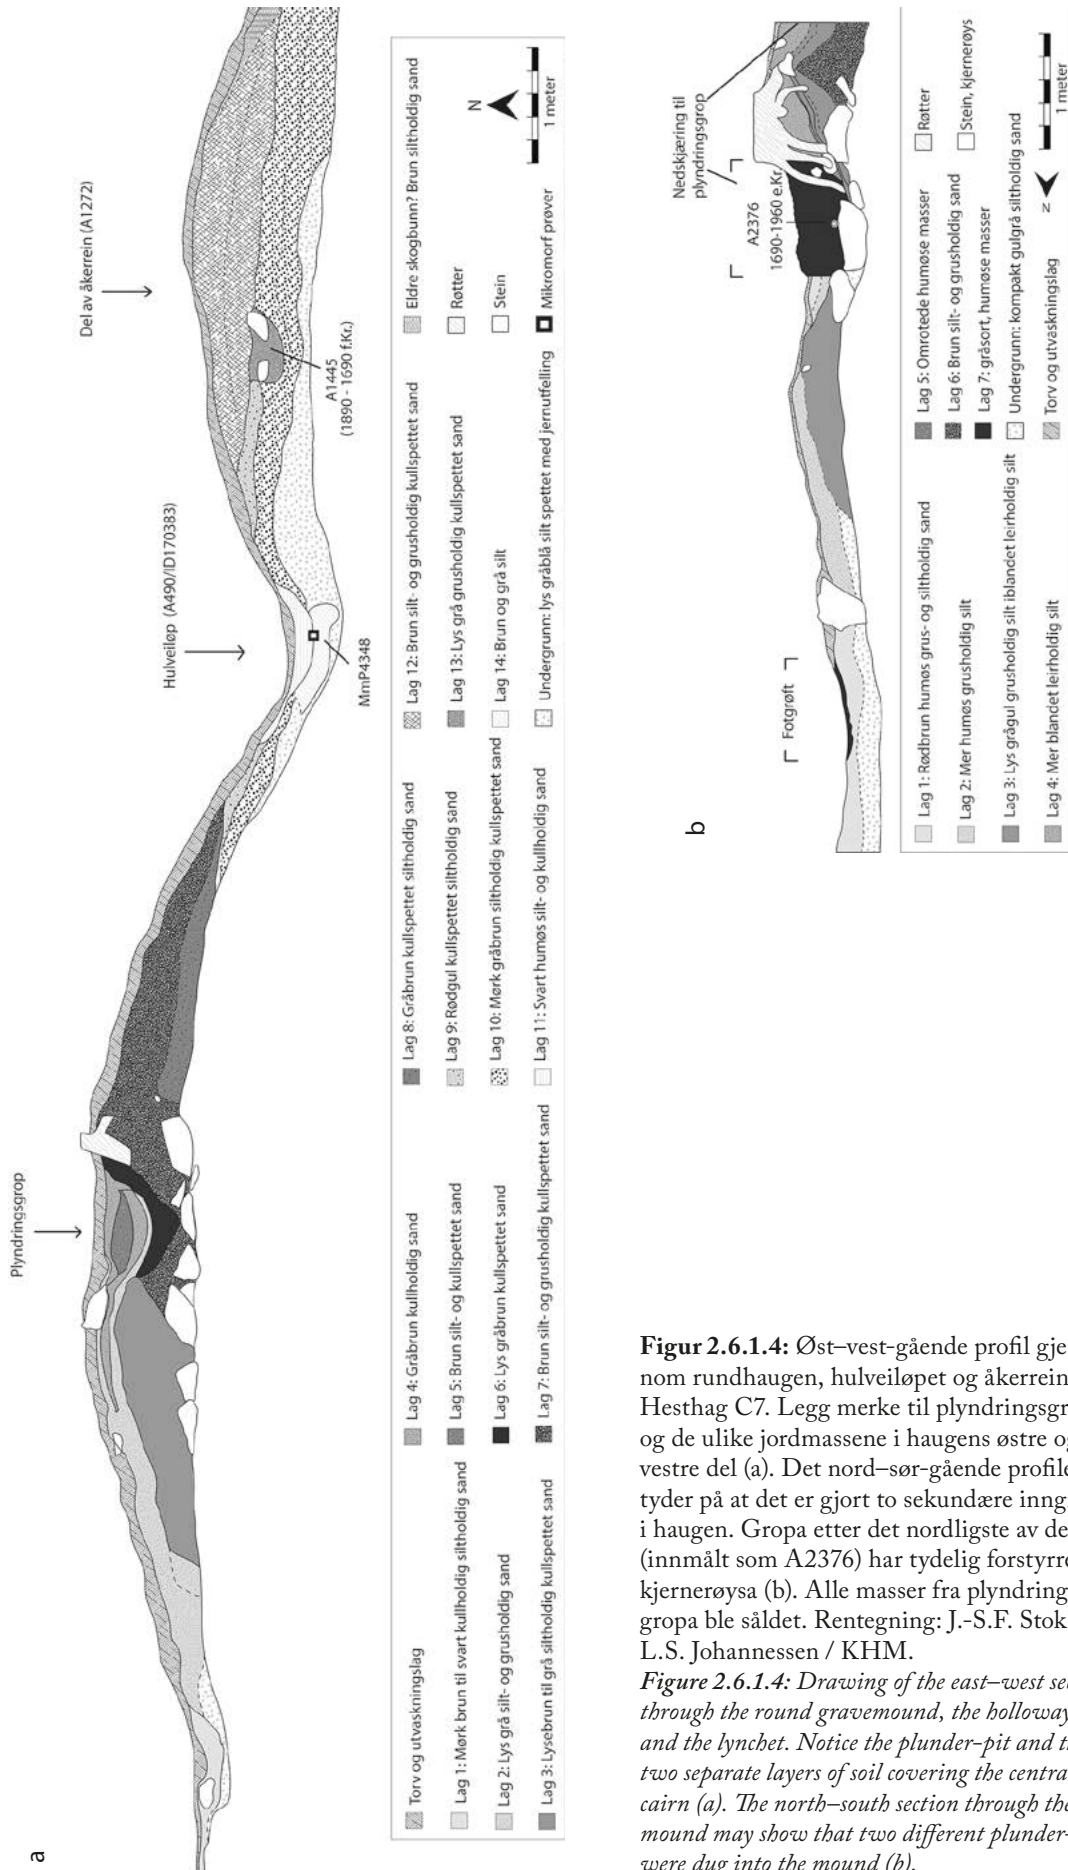 a
Plyndringsgrop
Hulveiløp (A490/ID170383)
Del av åkerrein (A1272)
A1445
(1890 - 1690 f.Kr.)
MmP4348
Torv og utvaskningslag
Lag 1: Mørk brun til svart kullholdig siltholdig sand
Lag 2: Lys grå silt- og grusholdig sand
Lag 3: Lysebrun til grå siltholdig kullspettet sand
Lag 4: Gråbrun kullholdig sand
Lag 5: Brun silt- og kullspettet sand
Lag 6: Lys gråbrun kullspettet sand
Lag 7: Brun silt- og grusholdig kullspettet sand
Lag 8: Gråbrun kullspettet siltholdig sand
Lag 9: Rødgul kullspettet siltholdig sand
Lag 10: Mørk gråbrun siltholdig kullspettet sand
Lag 11: Svart humøs silt- og kullholdig sand
Lag 12: Brun silt- og grusholdig kullspettet sand
Lag 13: Lys grå grusholdig kullspettet sand
Lag 14: Brun og grå silt
Undergrunn: lys gråblå silt spettet med jernutfelling
Eldre skogbunn? Brun siltholdig sand
Røtter
Stein
Mikromorf prøver
N
1 meter
b
Fotgrøft
A2376
1690-1960 e.Kr.
Nedskjæring til
plyndringsgrop
Lag 1: Rødbrun humøs grus- og siltholdig sand
Lag 2: Mer humøs grusholdig silt
Lag 3: Lys grågul grusholdig silt iblandet leirholdig silt
Lag 4: Mer blandet leirholdig silt
Lag 5: Omrotede humøse masser
Lag 6: Brun silt- og grusholdig sand
Lag 7: gråsort, humøse masser
Undergrunn: kompakt gulgrå siltholdig sand
Torv og utvaskningslag
Røtter
Stein, kjernerøys
N
1 meter
Figur 2.6.1.4: Øst–vest-gående profil gje
nom rundhaugen, hulveiløpet og åkerrein
Hesthag C7. Legg merke til plyndringsgr
og de ulike jordmassene i haugens østre og
vestre del (a). Det nord–sør-gående profile
tyder på at det er gjort to sekundære inng
i haugen. Gropa etter det nordligste av de
(innmålt som A2376) har tydelig forstyrre
kjernerøysa (b). Alle masser fra plyndring
gropa ble såldet. Rentegning: J.-S.F. Stok
L.S. Johannessen / KHM.
Figure 2.6.1.4: Drawing of the east–west se
through the round gravemound, the holloway
and the lynchet. Notice the plunder-pit and t
two separate layers of soil covering the centra
cairn (a). The north–south section through the
mound may show that two different plunder-
were dug into the mound (b).